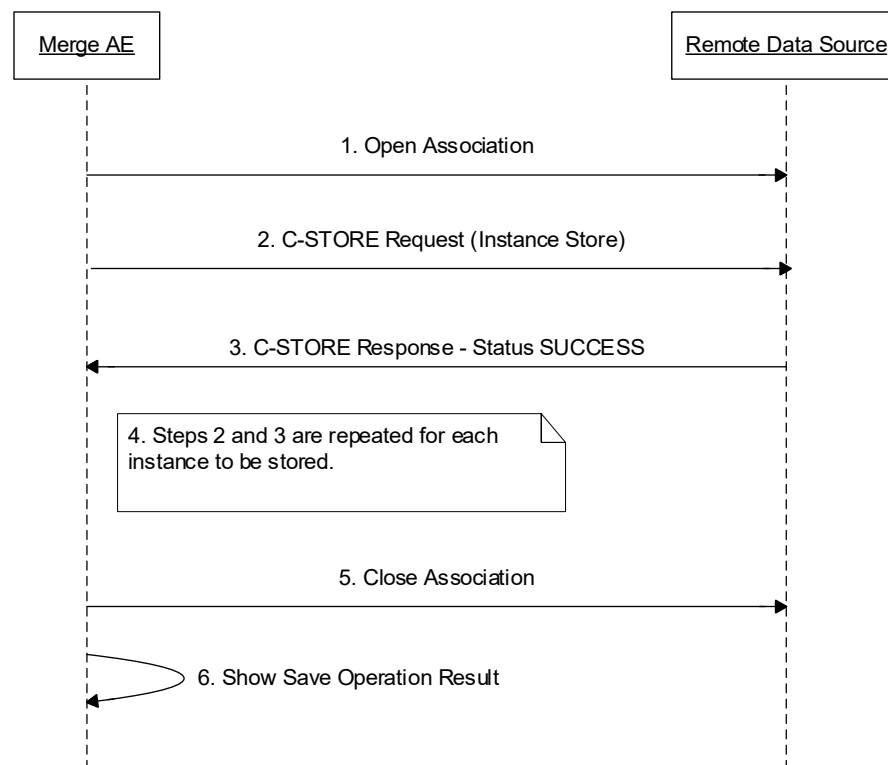 Merge AE
Remote Data Source
1. Open Association
2. C-STORE Request (Instance Store)
3. C-STORE Response - Status SUCCESS
4. Steps 2 and 3 are repeated for each
instance to be stored.
5. Close Association
6. Show Save Operation Result